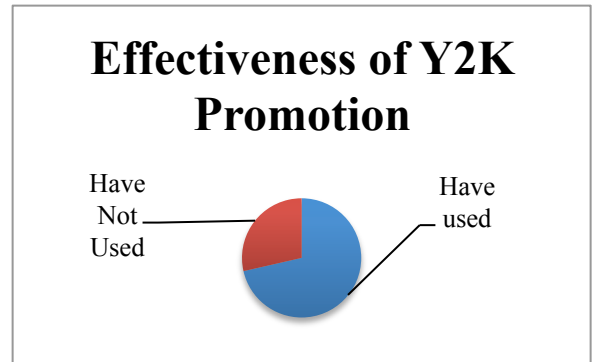 Effectiveness of Y2K
Promotion
Have
Not
Used
Have
used